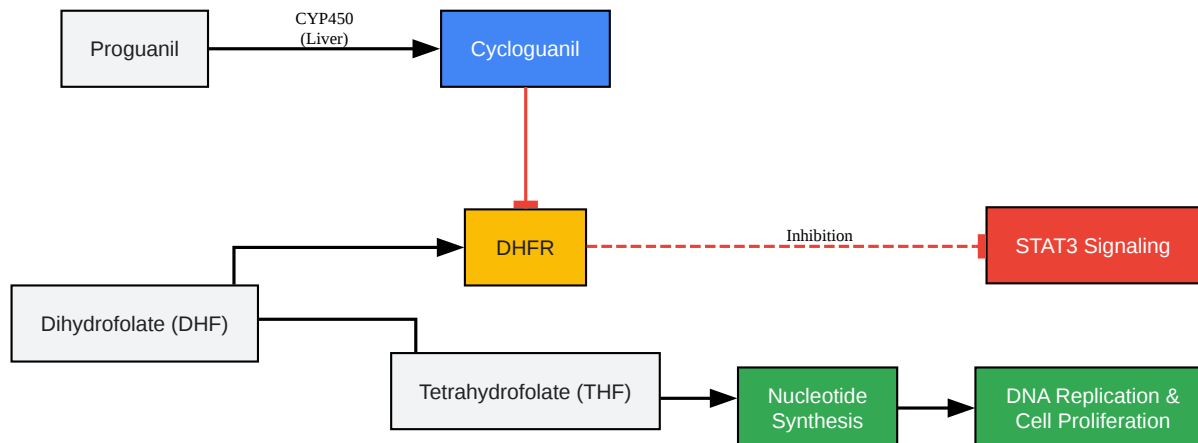 Proguanil
CYP450
(Liver)
Cycloguanil
DHFR
Inhibition
STAT3 Signaling
Dihydrofolate (DHF)
Tetrahydrofolate (THF)
Nucleotide
Synthesis
DNA Replication &
Cell Proliferation